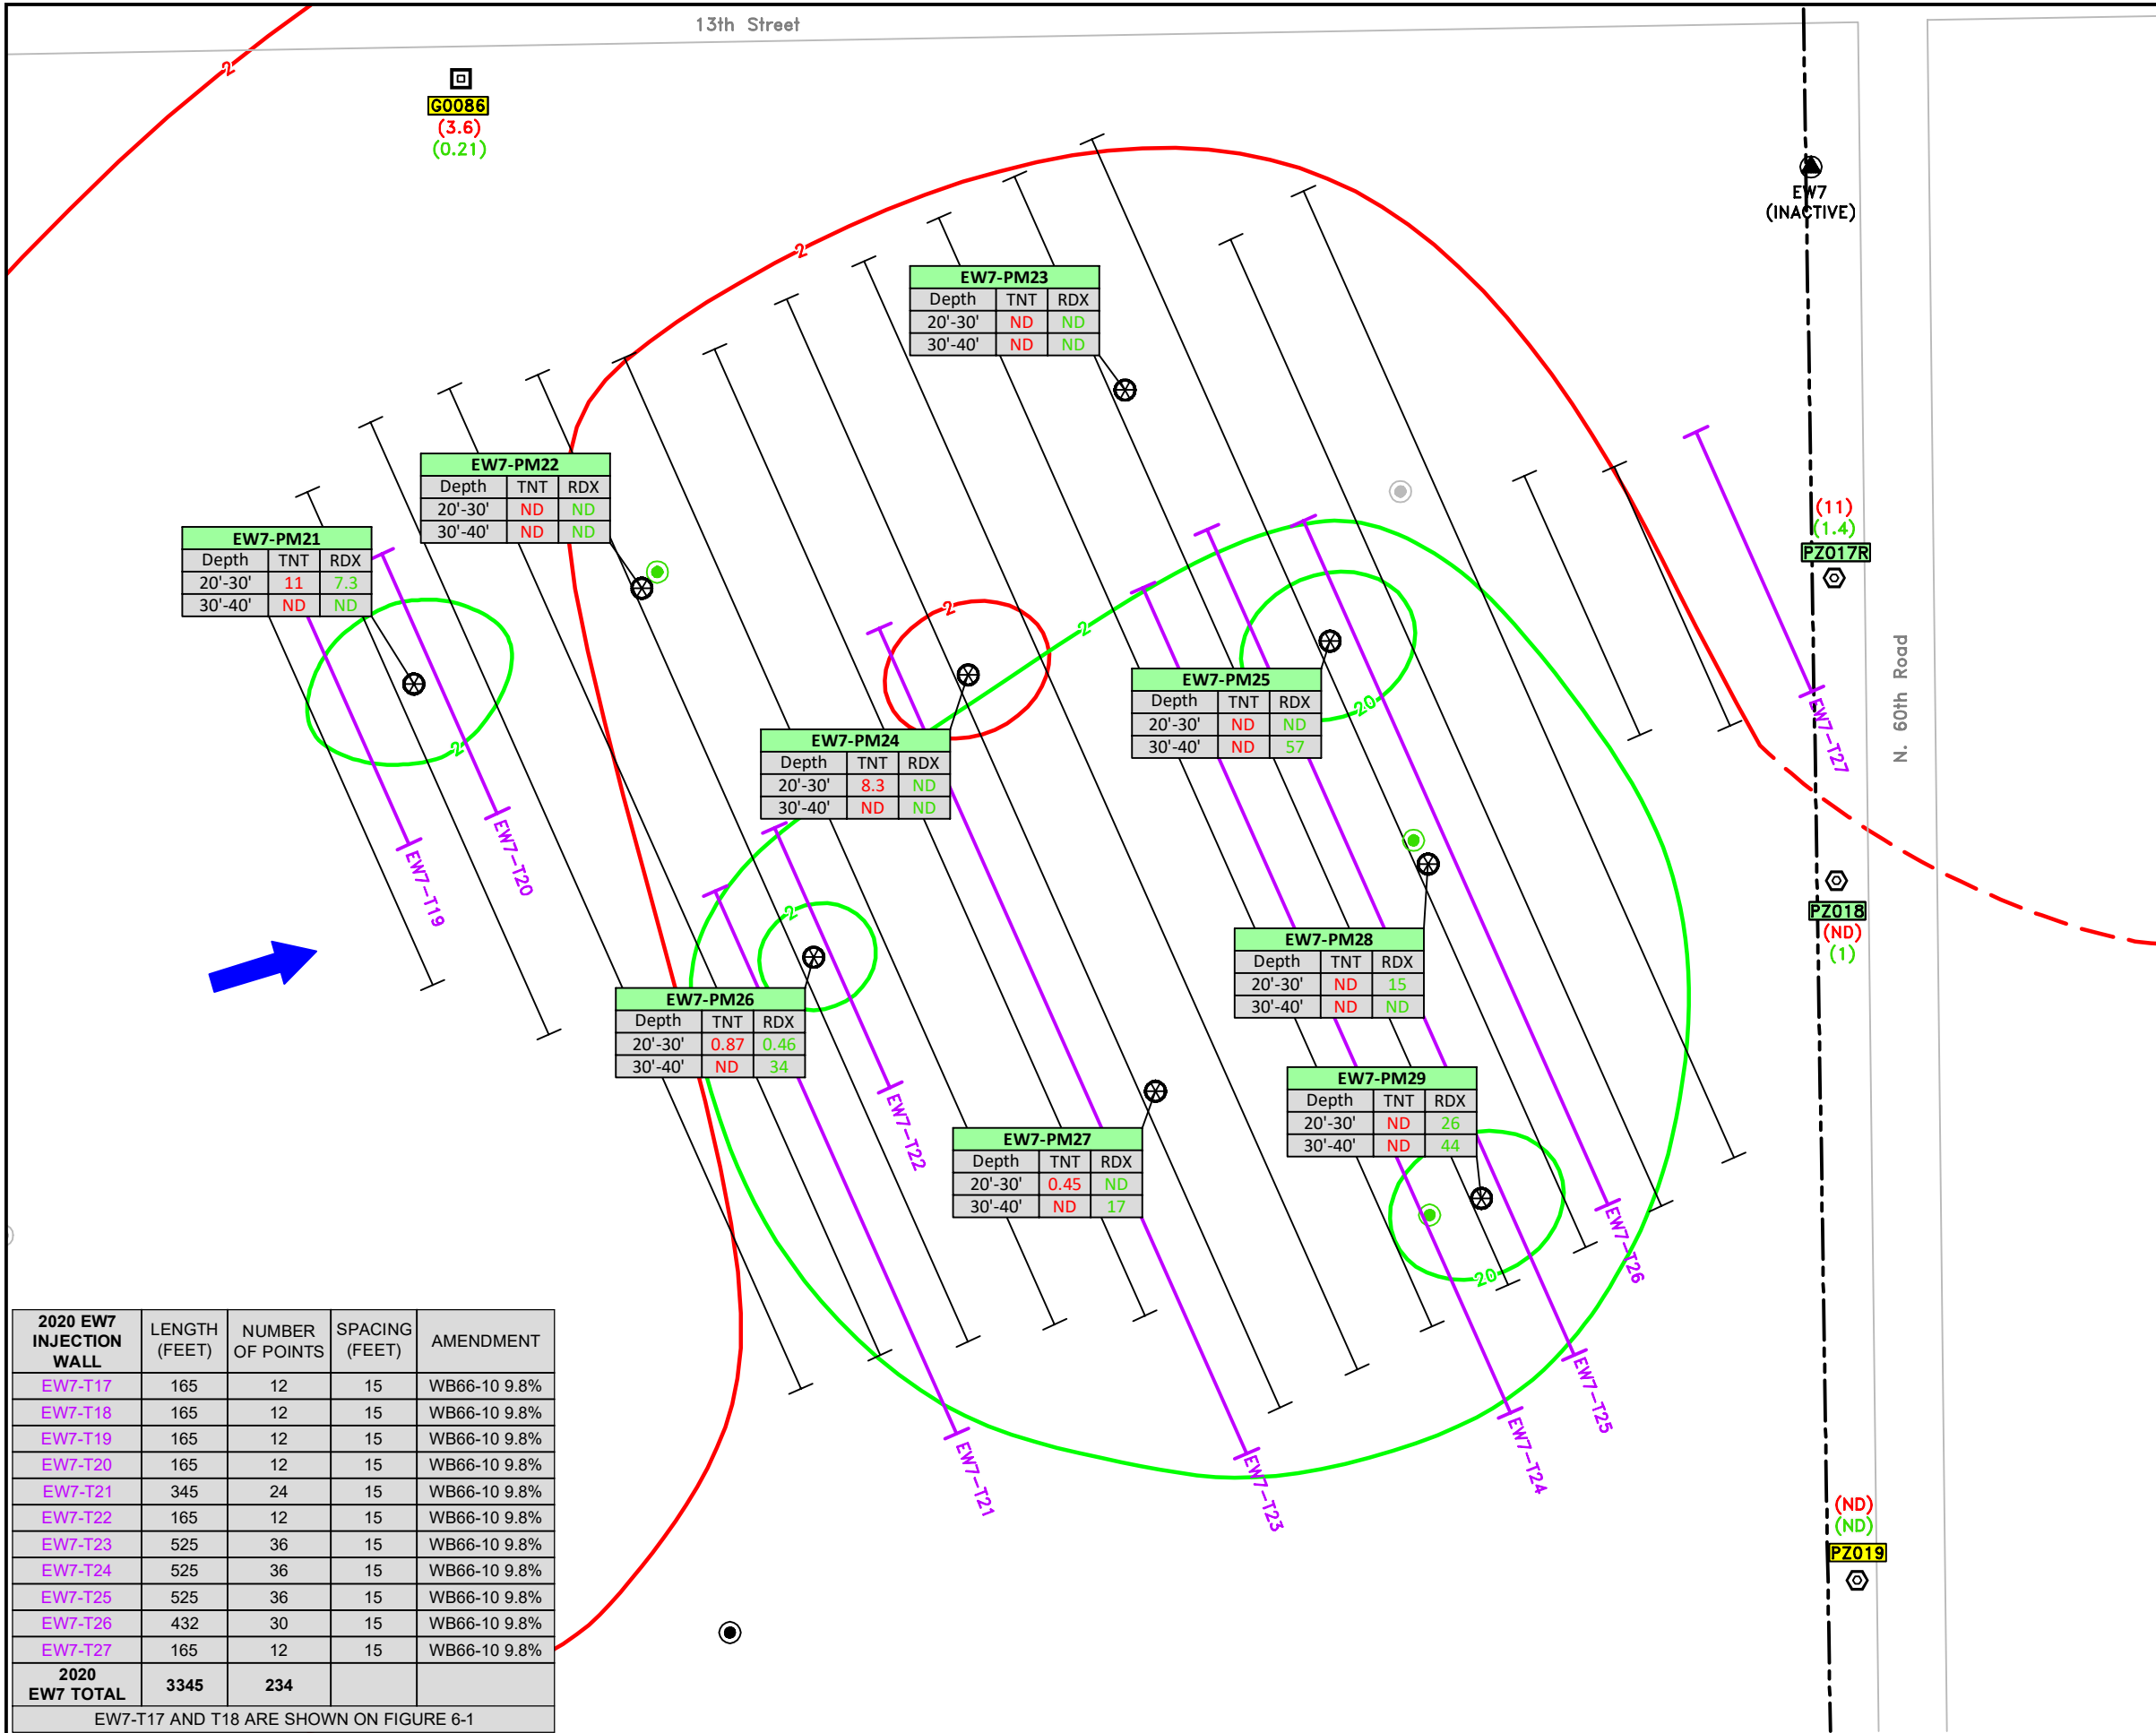 13th Street
2
G0086
(3.6)
(0.21)
EW7
(INACTIVE)
2
EW7-PM23
Depth TNT RDX
20'-30' ND ND
30'-40' ND ND
EW7-PM22
Depth TNT RDX
20'-30' ND ND
30'-40' ND ND
EW7-PM21
Depth TNT RDX
20'-30' 11 7.3
30'-40' ND ND
(11)
(1.4)
PZ017R
2
2
EW7-PM25
Depth TNT RDX
20'-30' ND ND
30'-40' ND 57
20
N. 60th Road
EW7-T27
2
EW7-PM24
Depth TNT RDX
20'-30' 8.3 ND
30'-40' ND ND
EW7-T20
EW7-T19
2
PZ018
(ND)
(1)
EW7-PM28
Depth TNT RDX
20'-30' ND 15
30'-40' ND ND
EW7-PM26
Depth TNT RDX
20'-30' 0.87 0.46
30'-40' ND 34
EW7-T22
EW7-PM29
Depth TNT RDX
20'-30' ND 26
30'-40' ND 44
EW7-PM27
Depth TNT RDX
20'-30' 0.45 ND
30'-40' ND 17
20
EW7-T26
EW7-T25
EW7-T24
EW7-T23
EW7-T21
(ND)
(ND)
PZ019
2020 EW7 INJECTION WALL LENGTH (FEET) NUMBER OF POINTS SPACING (FEET) AMENDMENT
EW7-T17 165 12 15 WB66-10 9.8%
EW7-T18 165 12 15 WB66-10 9.8%
EW7-T19 165 12 15 WB66-10 9.8%
EW7-T20 165 12 15 WB66-10 9.8%
EW7-T21 345 24 15 WB66-10 9.8%
EW7-T22 165 12 15 WB66-10 9.8%
EW7-T23 525 36 15 WB66-10 9.8%
EW7-T24 525 36 15 WB66-10 9.8%
EW7-T25 525 36 15 WB66-10 9.8%
EW7-T26 432 30 15 WB66-10 9.8%
EW7-T27 165 12 15 WB66-10 9.8%
2020 EW7 TOTAL 3345 234
EW7-T17 AND T18 ARE SHOWN ON FIGURE 6-1